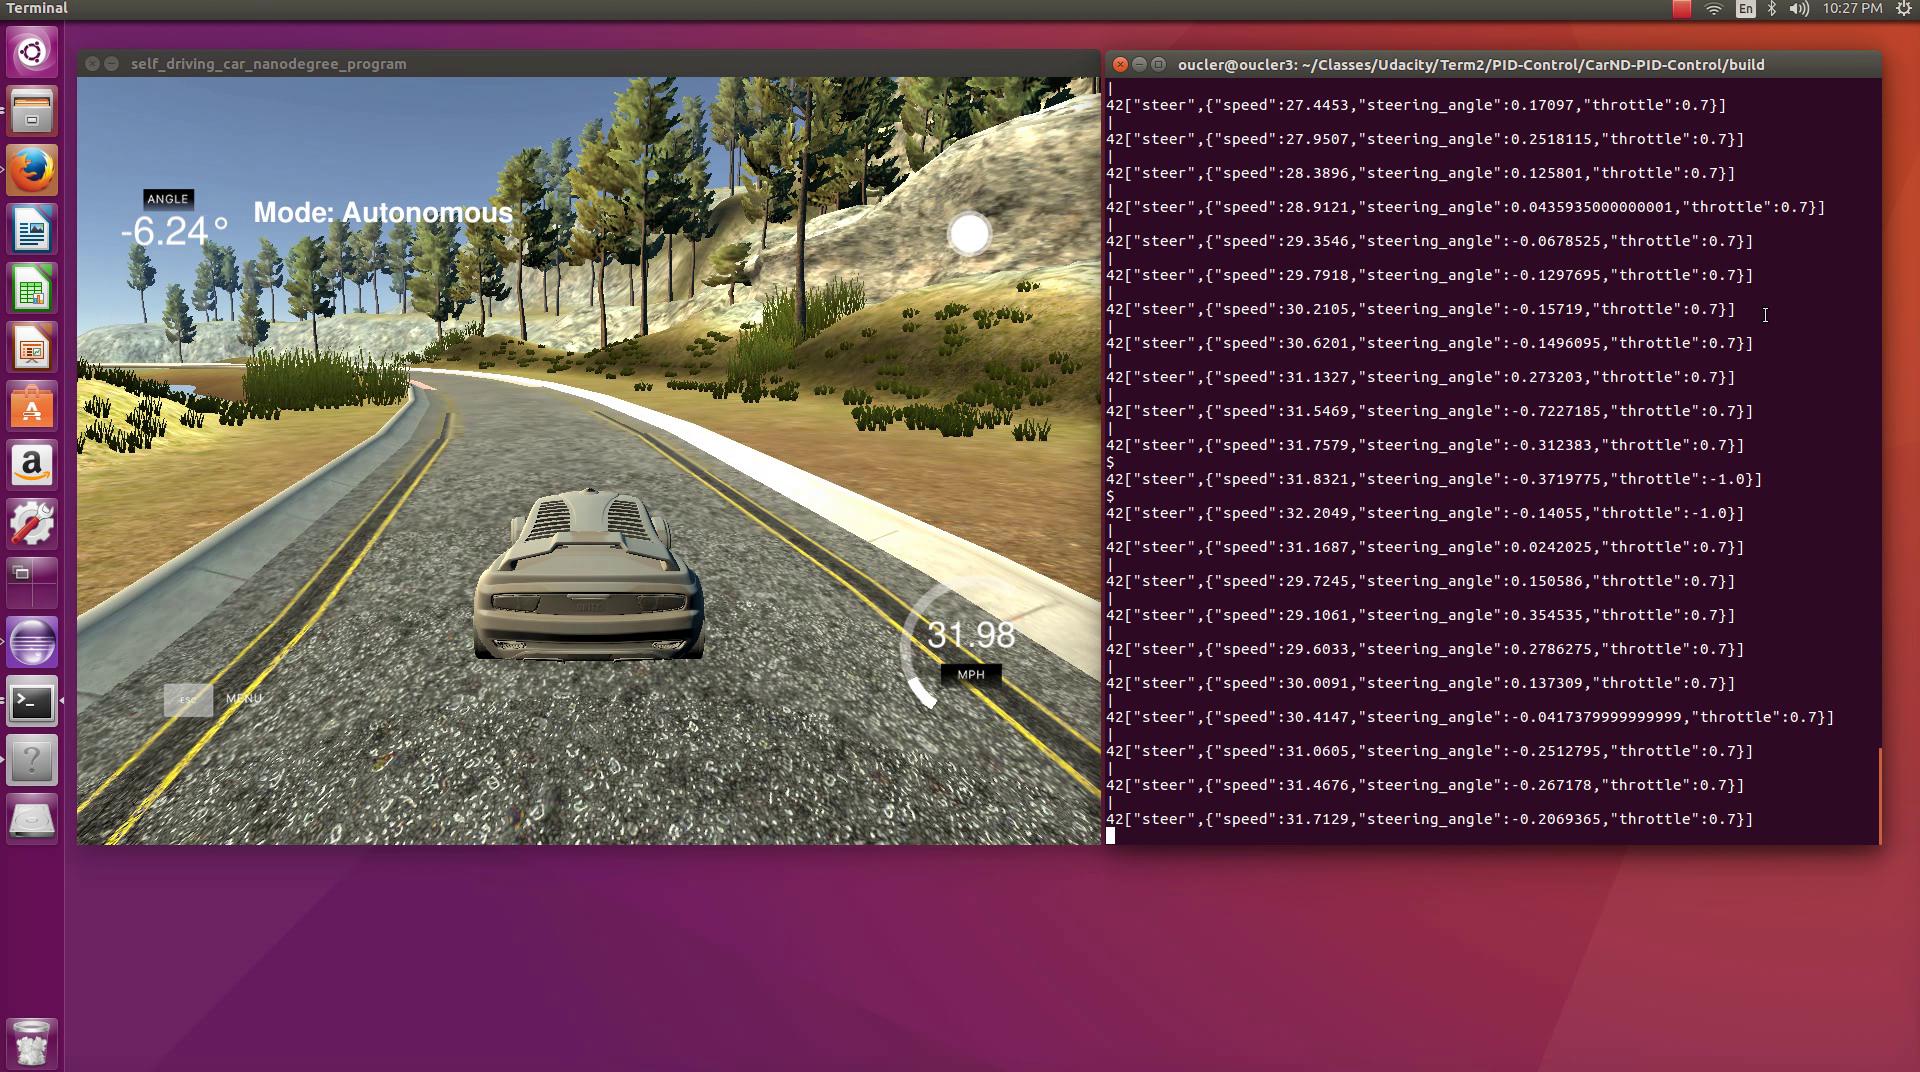 Terminal
En
10:27 PM
self_driving_car_nanodegree_program
ANGLE
-6.24°
Mode: Autonomous
31.98
MPH
ESC
MENU
a
?
oucler@oucler3: ~/Classes/Udacity/Term2/PID-Control/CarND-PID-Control/build
|
42["steer",{"speed":27.4453,"steering_angle":0.17097,"throttle":0.7}]
|
42["steer",{"speed":27.9507,"steering_angle":0.2518115,"throttle":0.7}]
|
42["steer",{"speed":28.3896,"steering_angle":0.125801,"throttle":0.7}]
|
42["steer",{"speed":28.9121,"steering_angle":0.0435935000000001,"throttle":0.7}]
|
42["steer",{"speed":29.3546,"steering_angle":-0.0678525,"throttle":0.7}]
|
42["steer",{"speed":29.7918,"steering_angle":-0.1297695,"throttle":0.7}]
|
42["steer",{"speed":30.2105,"steering_angle":-0.15719,"throttle":0.7}]
|
42["steer",{"speed":30.6201,"steering_angle":-0.1496095,"throttle":0.7}]
|
42["steer",{"speed":31.1327,"steering_angle":0.273203,"throttle":0.7}]
|
42["steer",{"speed":31.5469,"steering_angle":-0.7227185,"throttle":0.7}]
|
42["steer",{"speed":31.7579,"steering_angle":-0.312383,"throttle":0.7}]
$
42["steer",{"speed":31.8321,"steering_angle":-0.3719775,"throttle":-1.0}]
$
42["steer",{"speed":32.2049,"steering_angle":-0.14055,"throttle":-1.0}]
|
42["steer",{"speed":31.1687,"steering_angle":0.0242025,"throttle":0.7}]
|
42["steer",{"speed":29.7245,"steering_angle":0.150586,"throttle":0.7}]
|
42["steer",{"speed":29.1061,"steering_angle":0.354535,"throttle":0.7}]
|
42["steer",{"speed":29.6033,"steering_angle":0.2786275,"throttle":0.7}]
|
42["steer",{"speed":30.0091,"steering_angle":0.137309,"throttle":0.7}]
|
42["steer",{"speed":30.4147,"steering_angle":-0.0417379999999999,"throttle":0.7}]
|
42["steer",{"speed":31.0605,"steering_angle":-0.2512795,"throttle":0.7}]
|
42["steer",{"speed":31.4676,"steering_angle":-0.267178,"throttle":0.7}]
|
42["steer",{"speed":31.7129,"steering_angle":-0.2069365,"throttle":0.7}]